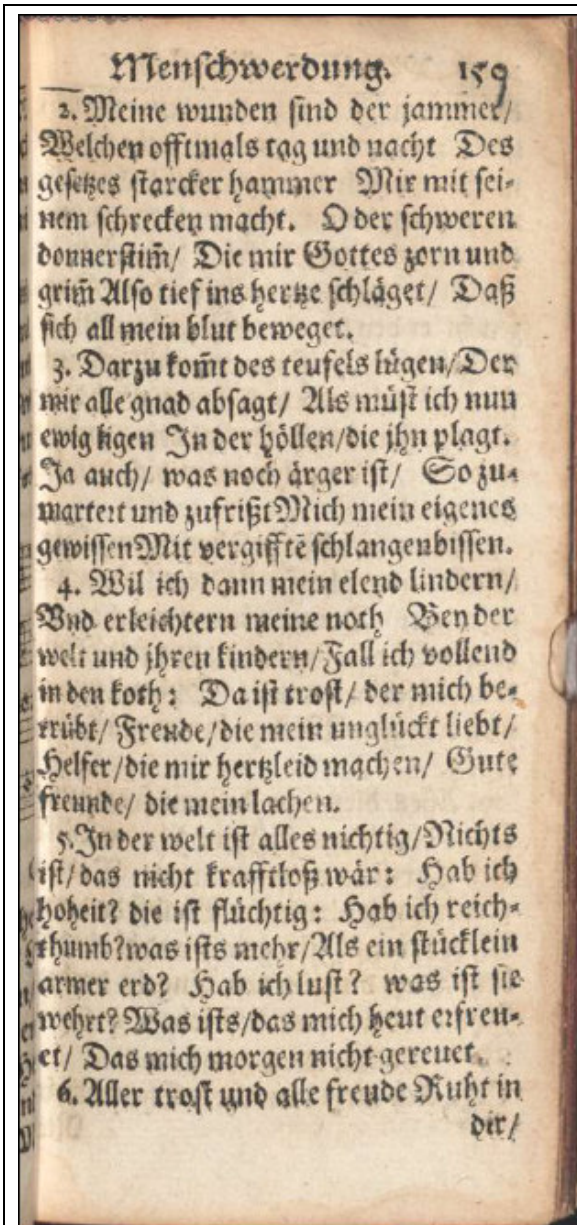 Menschwerdung. 159
2. Meine wunden sind der jammer/
Welchen offtmals tag und nacht Des
gesetzes starcker hammer Mir mit sei-
nem schrecken macht. O der schweren
donnerstim̃/ Die mir Gottes zorn und
grim̃ Also tief ins hertze schläget/ Daß
sich all mein blut beweget.
3. Darzu kom̃t des teufels lügen/Der
mir alle gnad absagt/ Als müst ich nun
ewig ligen In der höllen/die jhn plagt.
Ja auch/ was noch ärger ist/ So zu-
martert und zufrißt Mich mein eigenes
gewissen Mit vergifftē schlangenbissen.
4. Wil ich dann mein elend lindern/
Vnd erleichtern meine noth Bey der
welt und jhren kindern/Fall ich vollend
in den koth: Da ist trost/ der mich be-
trübt/ Freude/die mein unglückt liebt/
Helfer/die mir hertzleid machen/ Gute
freunde/ die mein lachen.
5. In der welt ist alles nichtig/Nichts
ist/das nicht krafftloß wär: Hab ich
hoheit? die ist flüchtig: Hab ich reich-
thumb?was ists mehr/Als ein stücklein
armer erd? Hab ich lust? was ist sie
wehrt? Was ists/das mich heut erfreu-
et/ Das mich morgen nicht gereuet.
6. Aller trost und alle freude Ruht in
dir/